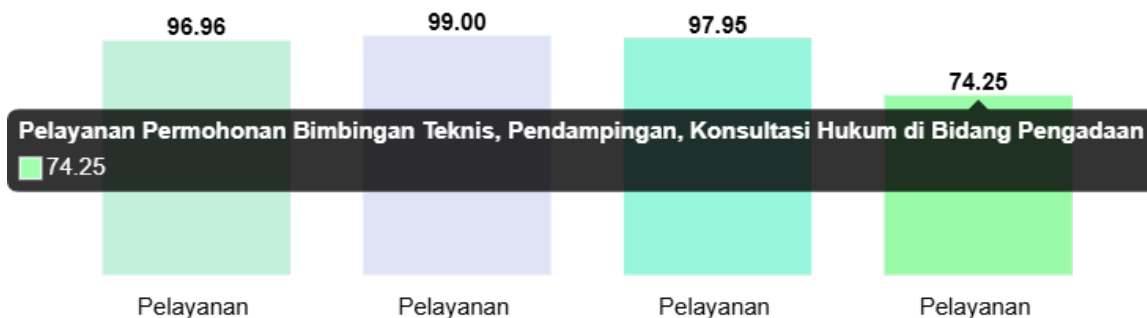 96.96 99.00 97.95 74.25
Pelayanan Permohonan Bimbingan Teknis, Pendampingan, Konsultasi Hukum di Bidang Pengadaan
74.25
Pelayanan Pelayanan Pelayanan Pelayanan